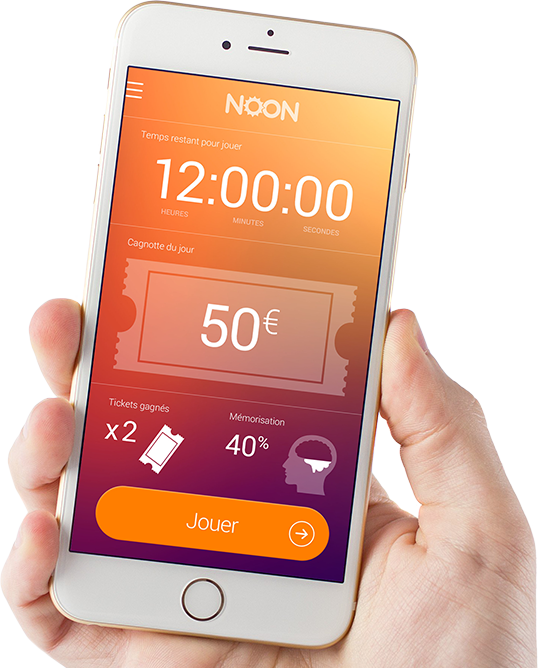 NOON
Temps restant pour jouer
12:00:00
HEURES MINUTES SECONDES
Cagnotte du jour
50€
Tickets gagnés
x2
Mémorisation
40%
Jouer